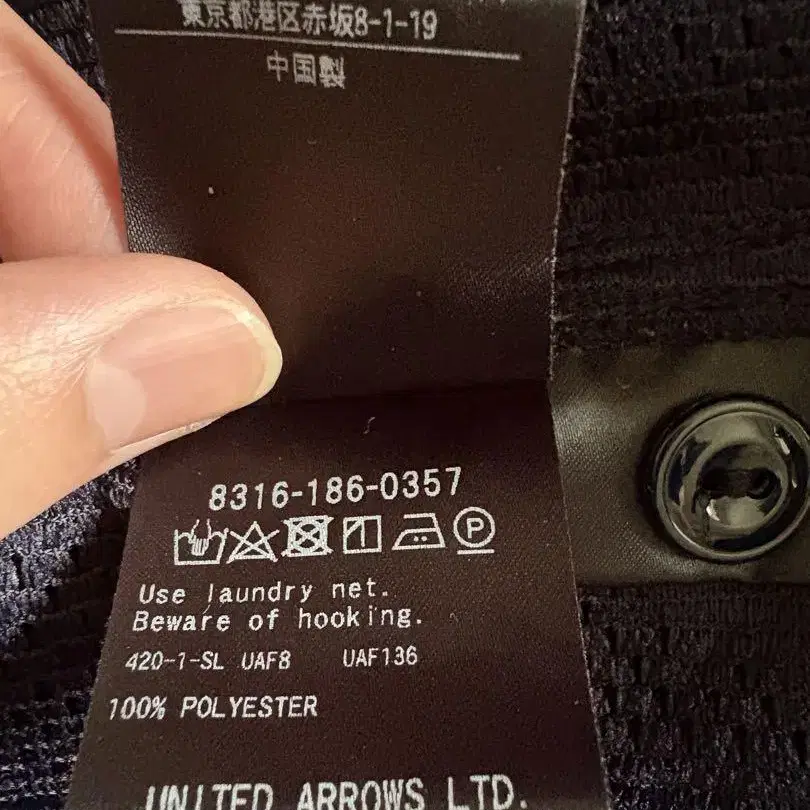 東京都港区赤坂8-1-19
中国製
8316-186-0357
P
Use laundry net.
Beware of hooking.
420-1-SL UAF8 UAF136
100% POLYESTER
UNITED ARROWS LTD.